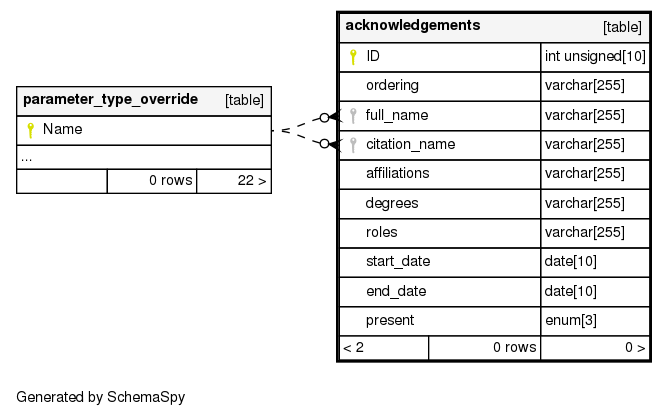 acknowledgements [table]
ID int unsigned[10]
ordering varchar[255]
full_name varchar[255]
citation_name varchar[255]
affiliations varchar[255]
degrees varchar[255]
roles varchar[255]
start_date date[10]
end_date date[10]
present enum[3]
< 2 0 rows 0 >
parameter_type_override [table]
Name
...
0 rows 22 >
Generated by SchemaSpy